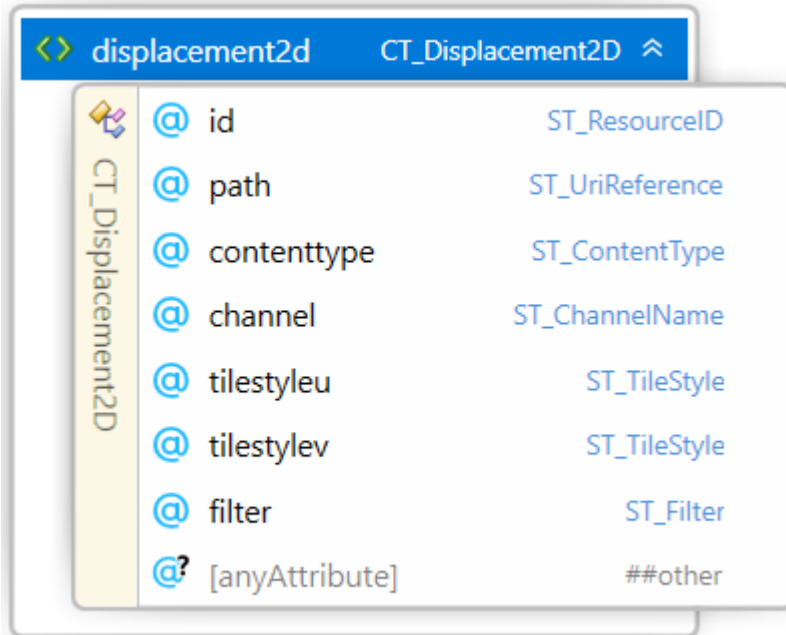 displacement2d CT_Displacement2D
CT_Displacement2D
@ id ST_ResourceID
@ path ST_UriReference
@ contenttype ST_ContentType
@ channel ST_ChannelName
@ tilestyleu ST_TileStyle
@ tilestylev ST_TileStyle
@ filter ST_Filter
@? [anyAttribute] ##other